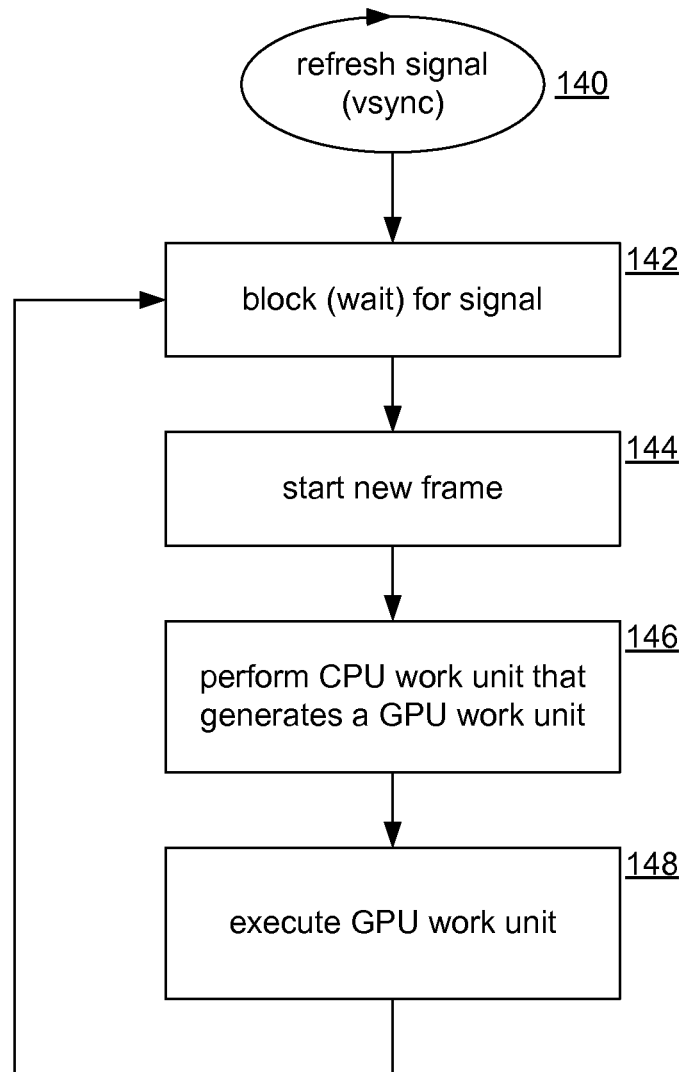 refresh signal
(vsync)
140
142
block (wait) for signal
144
start new frame
146
perform CPU work unit that
generates a GPU work unit
148
execute GPU work unit